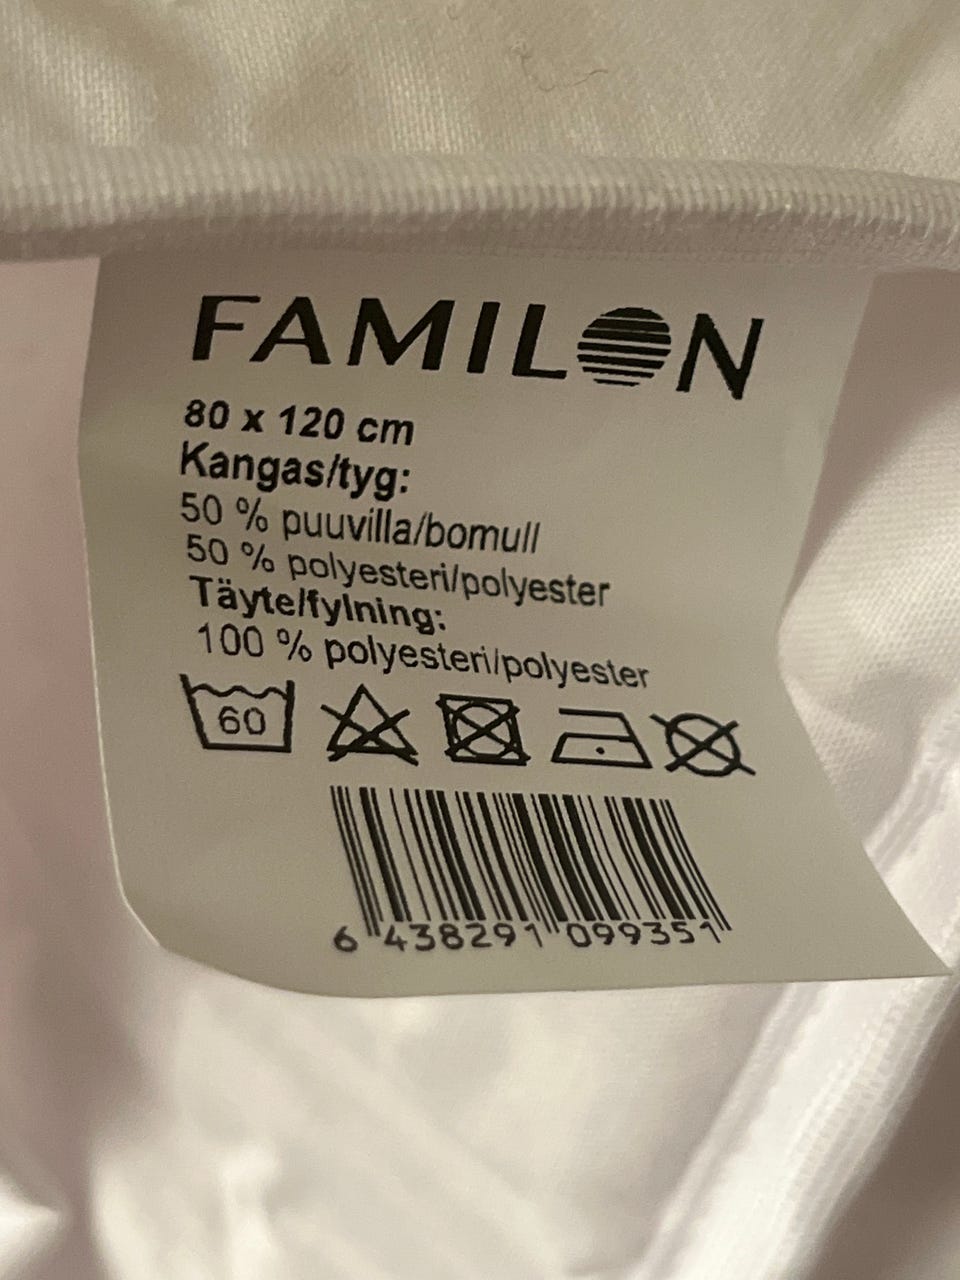 FAMILON
80 x 120 cm
Kangas/tyg:
50 % puuvilla/bomull
50 % polyesteri/polyester
Täyte/fylning:
100 % polyesteri/polyester
60
6 438291 099351